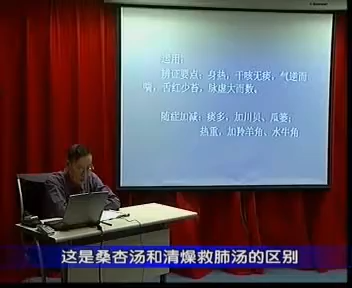 运用：
辨证要点：身热，干咳无痰，气逆而
喘，舌红少苔，脉虚大而数。
随症加减：痰多，加川贝、瓜蒌；
热重，加羚羊角、水牛角
这是桑杏汤和清燥救肺汤的区别